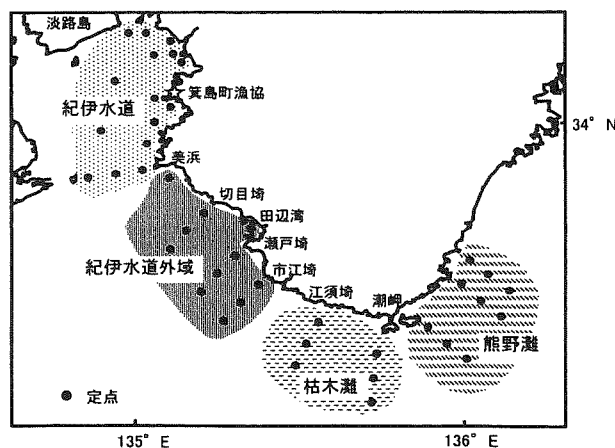 淡路島
箕島町漁協
紀伊水道
34° N
美浜
切目埼
田辺湾
瀬戸埼
紀伊水道外域
市江埼
江須埼
潮岬
熊野灘
枯木灘
定点
135° E
136° E